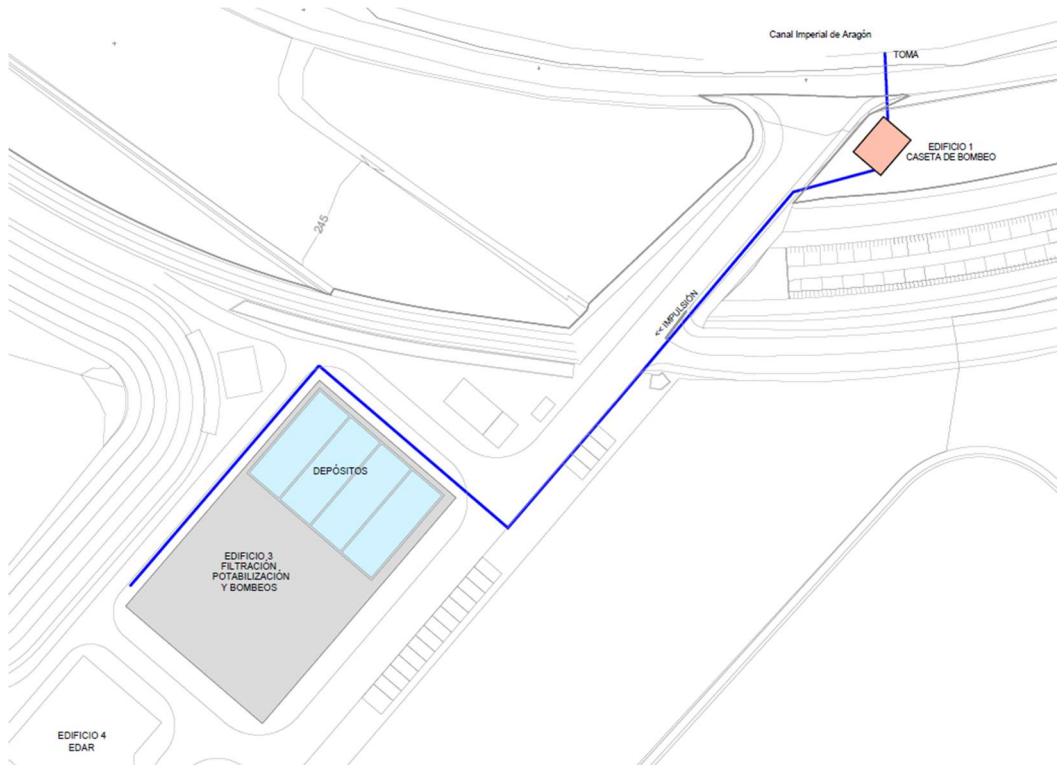 Canal Imperial de Aragón
TOMA
EDIFICIO 1
CASETA DE BOMBEO
245
<< IMPULSIÓN
DEPÓSITOS
EDIFICIO 3
FILTRACIÓN
POTABILIZACIÓN
Y BOMBEOS
EDIFICIO 4
EDAR